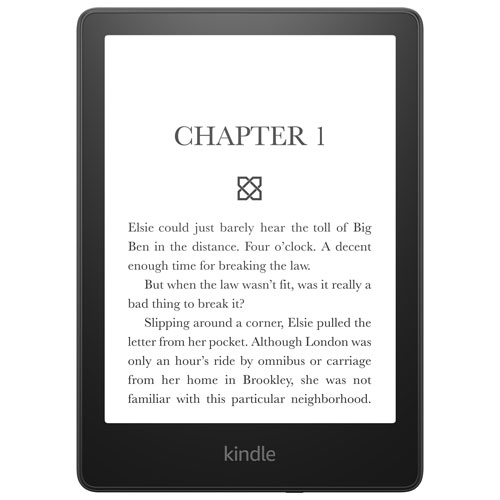 CHAPTER 1
Elsie could just barely hear the toll of Big
Ben in the distance. Four o’clock. A decent
enough time for breaking the law.
But when the law wasn’t fit, was it really a
bad thing to break it?
Slipping around a corner, Elsie pulled the
letter from her pocket. Although London was
only an hour’s ride by omnibus or carriage
from her home in Brookley, she was not
familiar with this particular neighborhood.
kindle